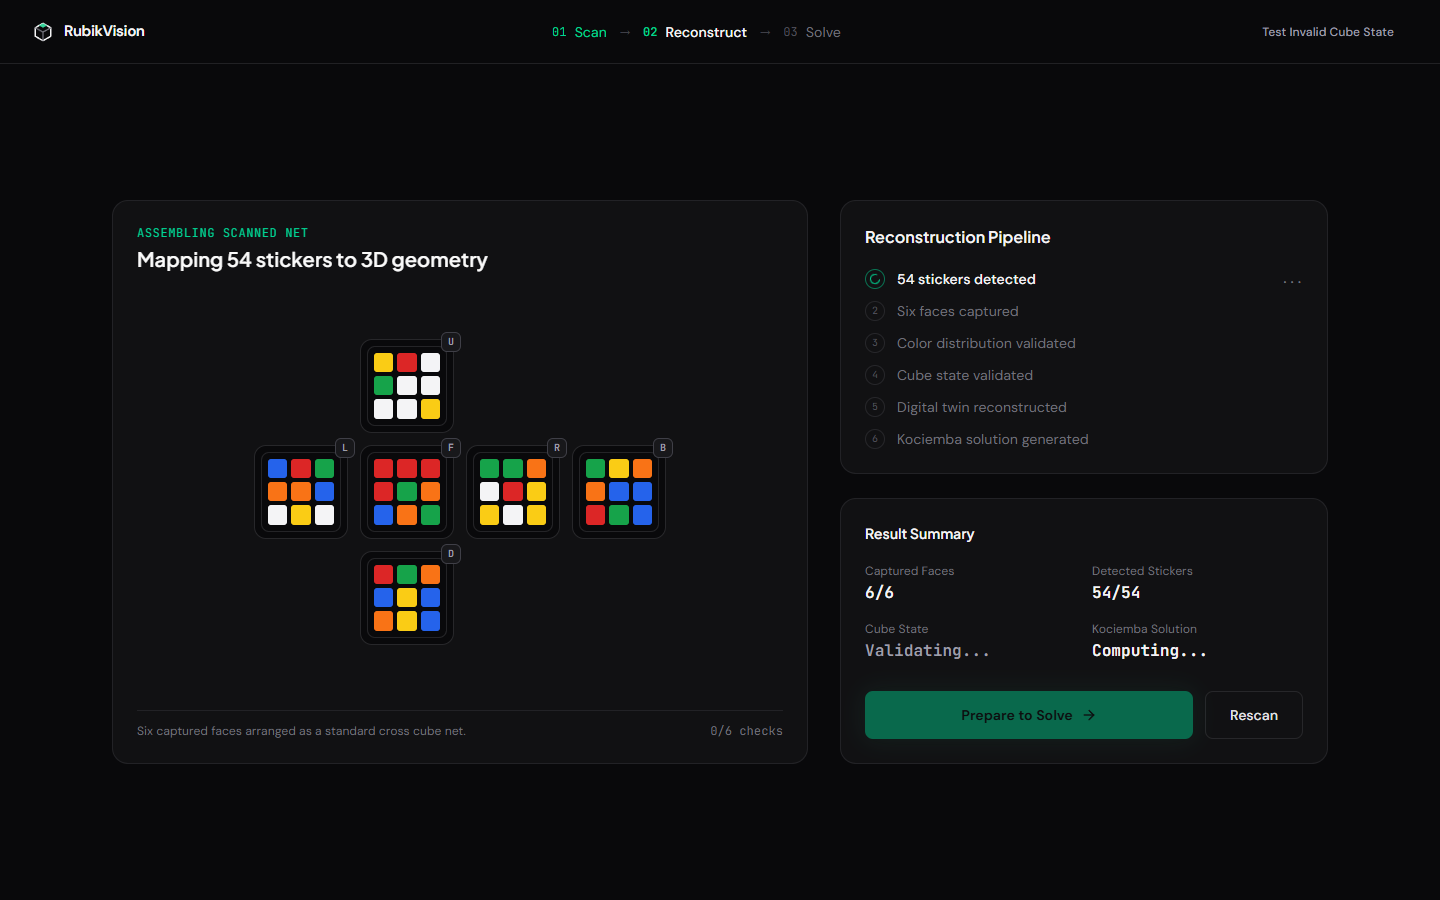 RubikVision
01 Scan → 02 Reconstruct → 03 Solve
Test Invalid Cube State
ASSEMBLING SCANNED NET
Mapping 54 stickers to 3D geometry
U
L
F
R
B
D
Six captured faces arranged as a standard cross cube net.
0/6 checks
Reconstruction Pipeline
54 stickers detected ...
2 Six faces captured
3 Color distribution validated
4 Cube state validated
5 Digital twin reconstructed
6 Kociemba solution generated
Result Summary
Captured Faces
6/6
Detected Stickers
54/54
Cube State
Validating...
Kociemba Solution
Computing...
Prepare to Solve →
Rescan